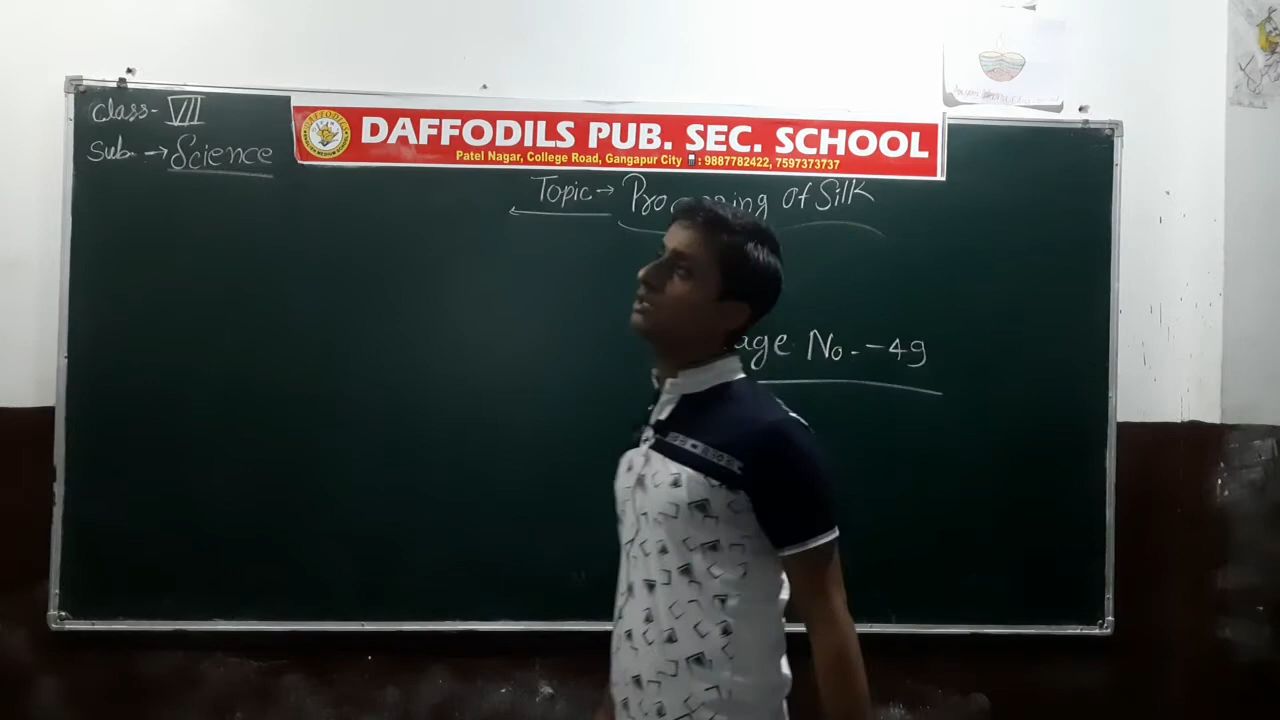 Class- VII
Sub. → Science
DAFFODILS PUB. SEC. SCHOOL
Patel Nagar, College Road, Gangapur City : 9887782422, 7597373737
Topic → of Silk
No. - 49